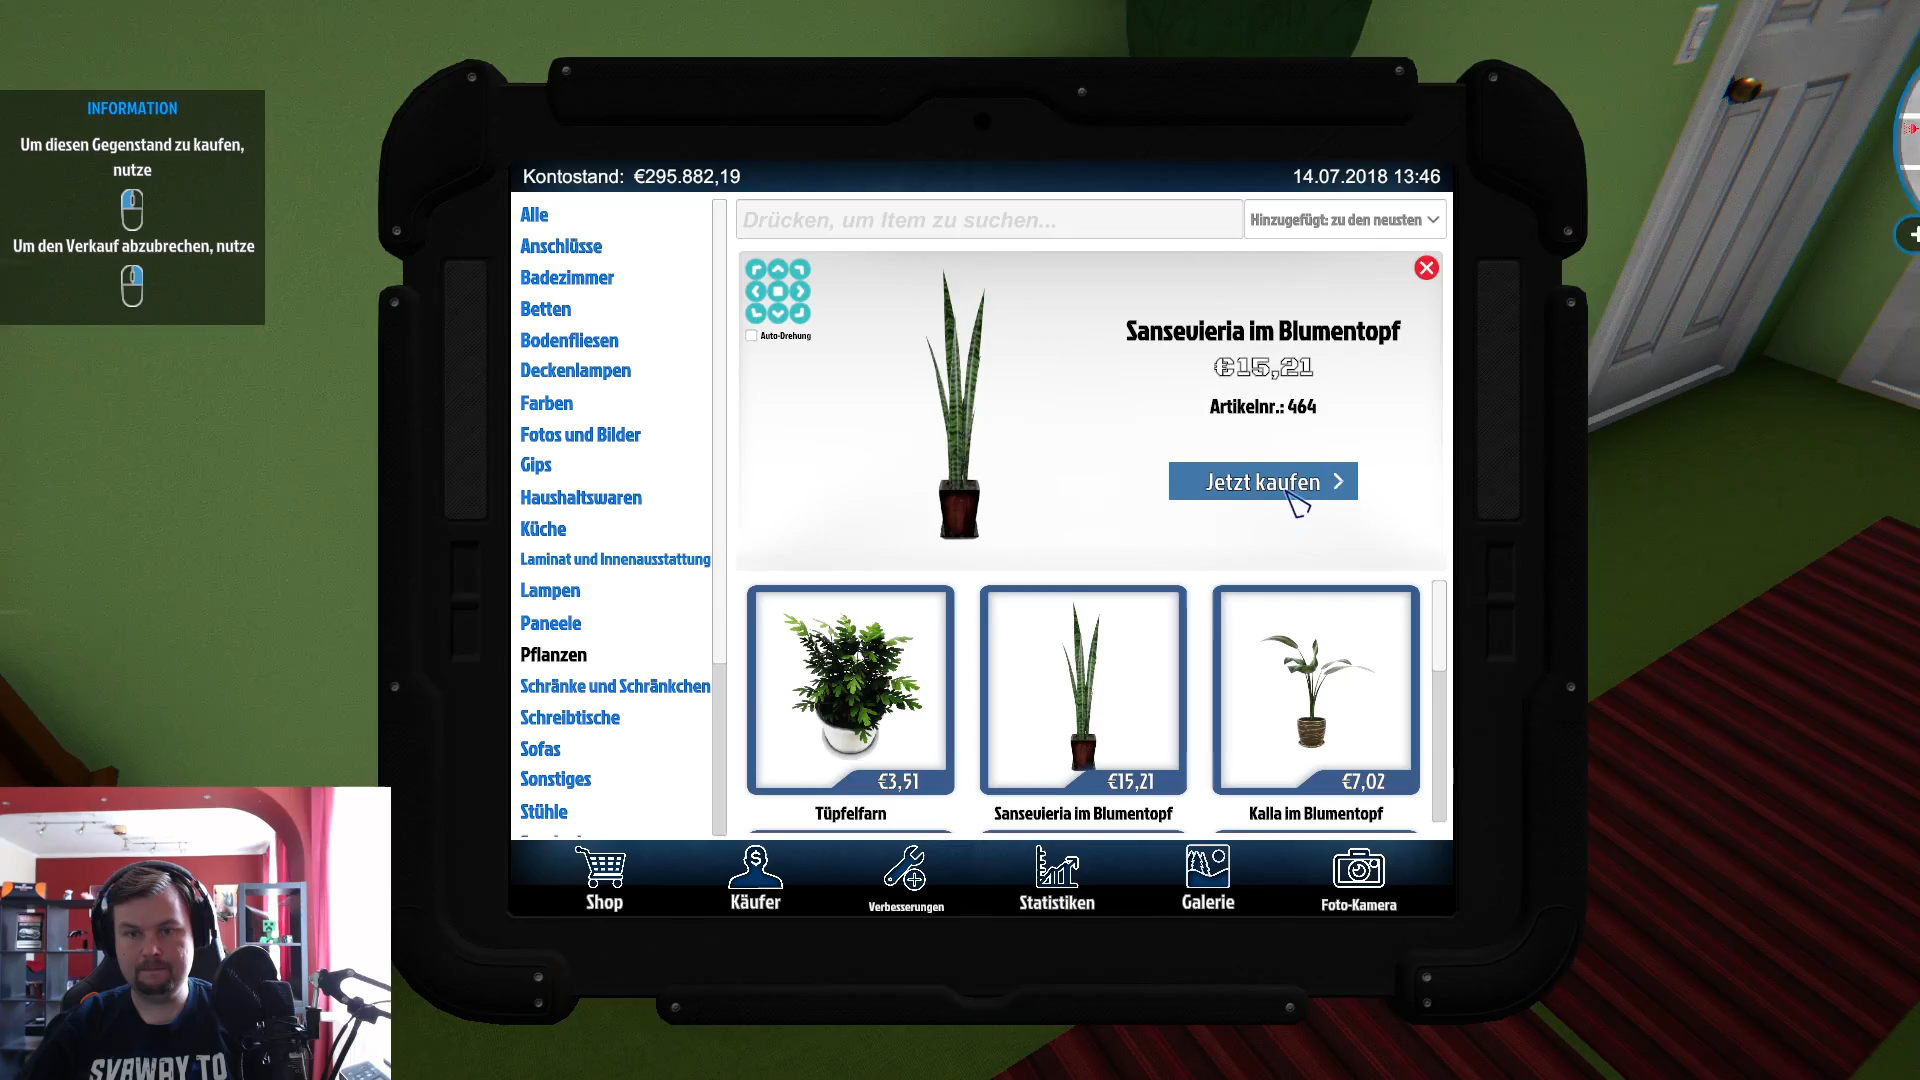 INFORMATION
Um diesen Gegenstand zu kaufen,
nutze
Um den Verkauf abzubrechen, nutze
Kontostand: €295.882,19
14.07.2018 13:46
Alle
Anschlüsse
Badezimmer
Betten
Bodenfliesen
Deckenlampen
Farben
Fotos und Bilder
Gips
Haushaltswaren
Küche
Laminat und Innenausstattung
Lampen
Paneele
Pflanzen
Schränke und Schränkchen
Schreibtische
Sofas
Sonstiges
Stühle
Drücken, um Item zu suchen...
Hinzugefügt: zu den neusten
Auto-Drehung
Sansevieria im Blumentopf
€15,21
Artikelnr.: 464
Jetzt kaufen
€3,51
€15,21
€7,02
Tüpfelfarn
Sansevieria im Blumentopf
Kalla im Blumentopf
Shop
Käufer
Verbesserungen
Statistiken
Galerie
Foto-Kamera
SVBWAY TO